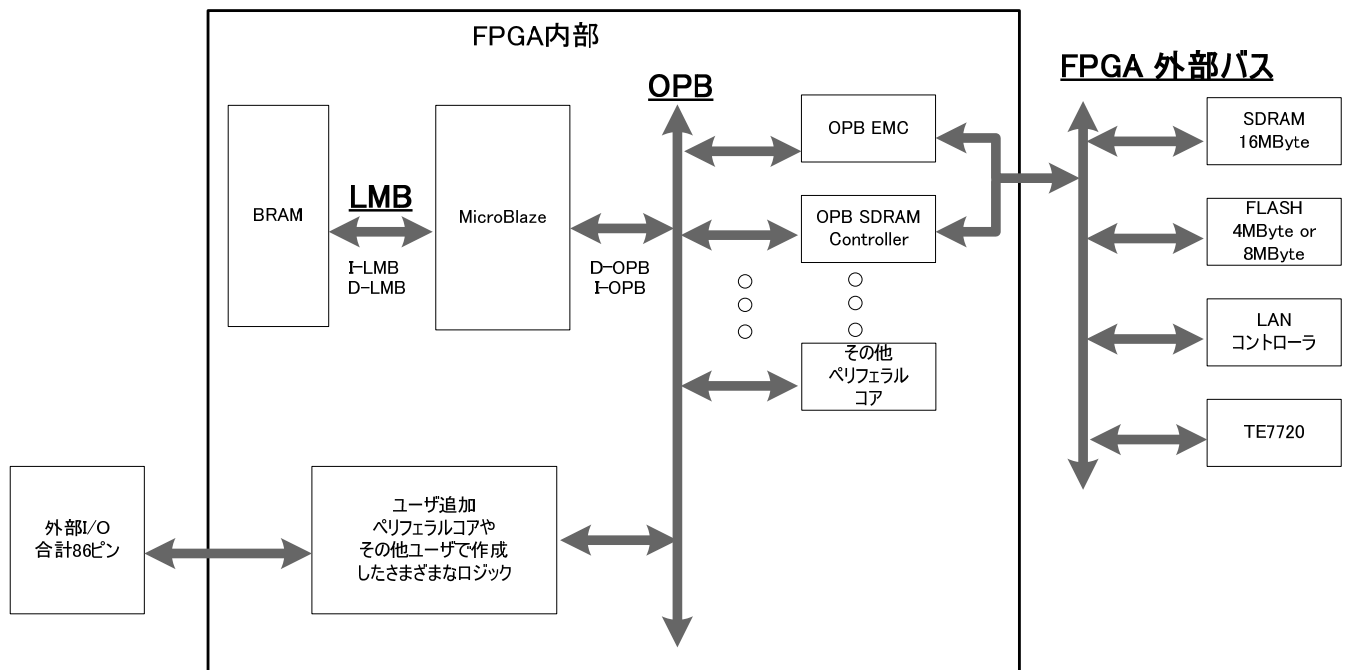 FPGA内部
FPGA 外部バス
OPB
BRAM
LMB
I-LMB
D-LMB
MicroBlaze
D-OPB
I-OPB
OPB EMC
OPB SDRAM
Controller
その他
ペリフェラル
コア
SDRAM
16MByte
FLASH
4MByte or
8MByte
LAN
コントローラ
TE7720
外部I/O
合計86ピン
ユーザ追加
ペリフェラルコアや
その他ユーザで作成
したさまざまなロジック